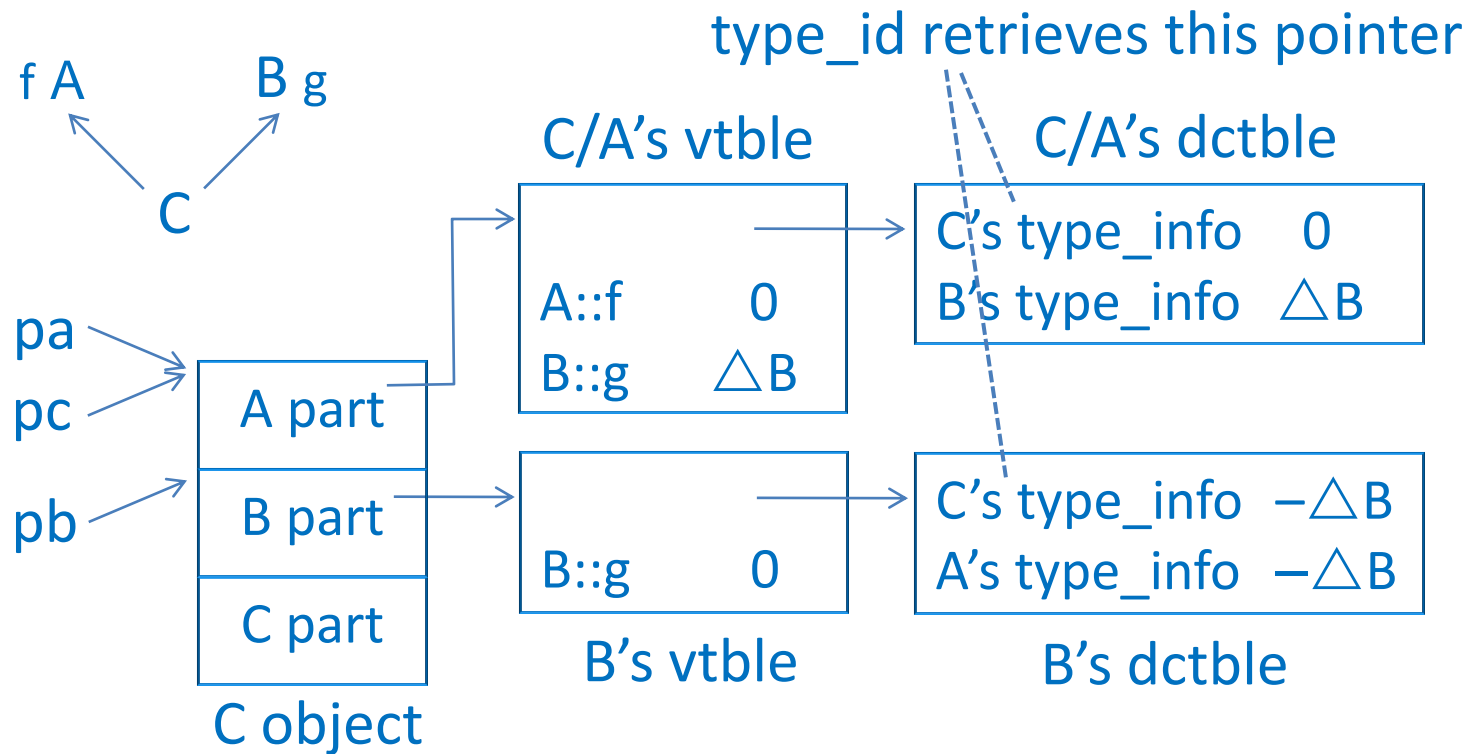 type_id retrieves this pointer
f A
B g
C
C/A’s vtble
C/A’s dctble
C’s type_info 0
B’s type_info △B
A::f 0
B::g △B
pa
pc
pb
A part
B part
C part
C object
B::g 0
B’s vtble
C’s type_info –△B
A’s type_info –△B
B’s dctble